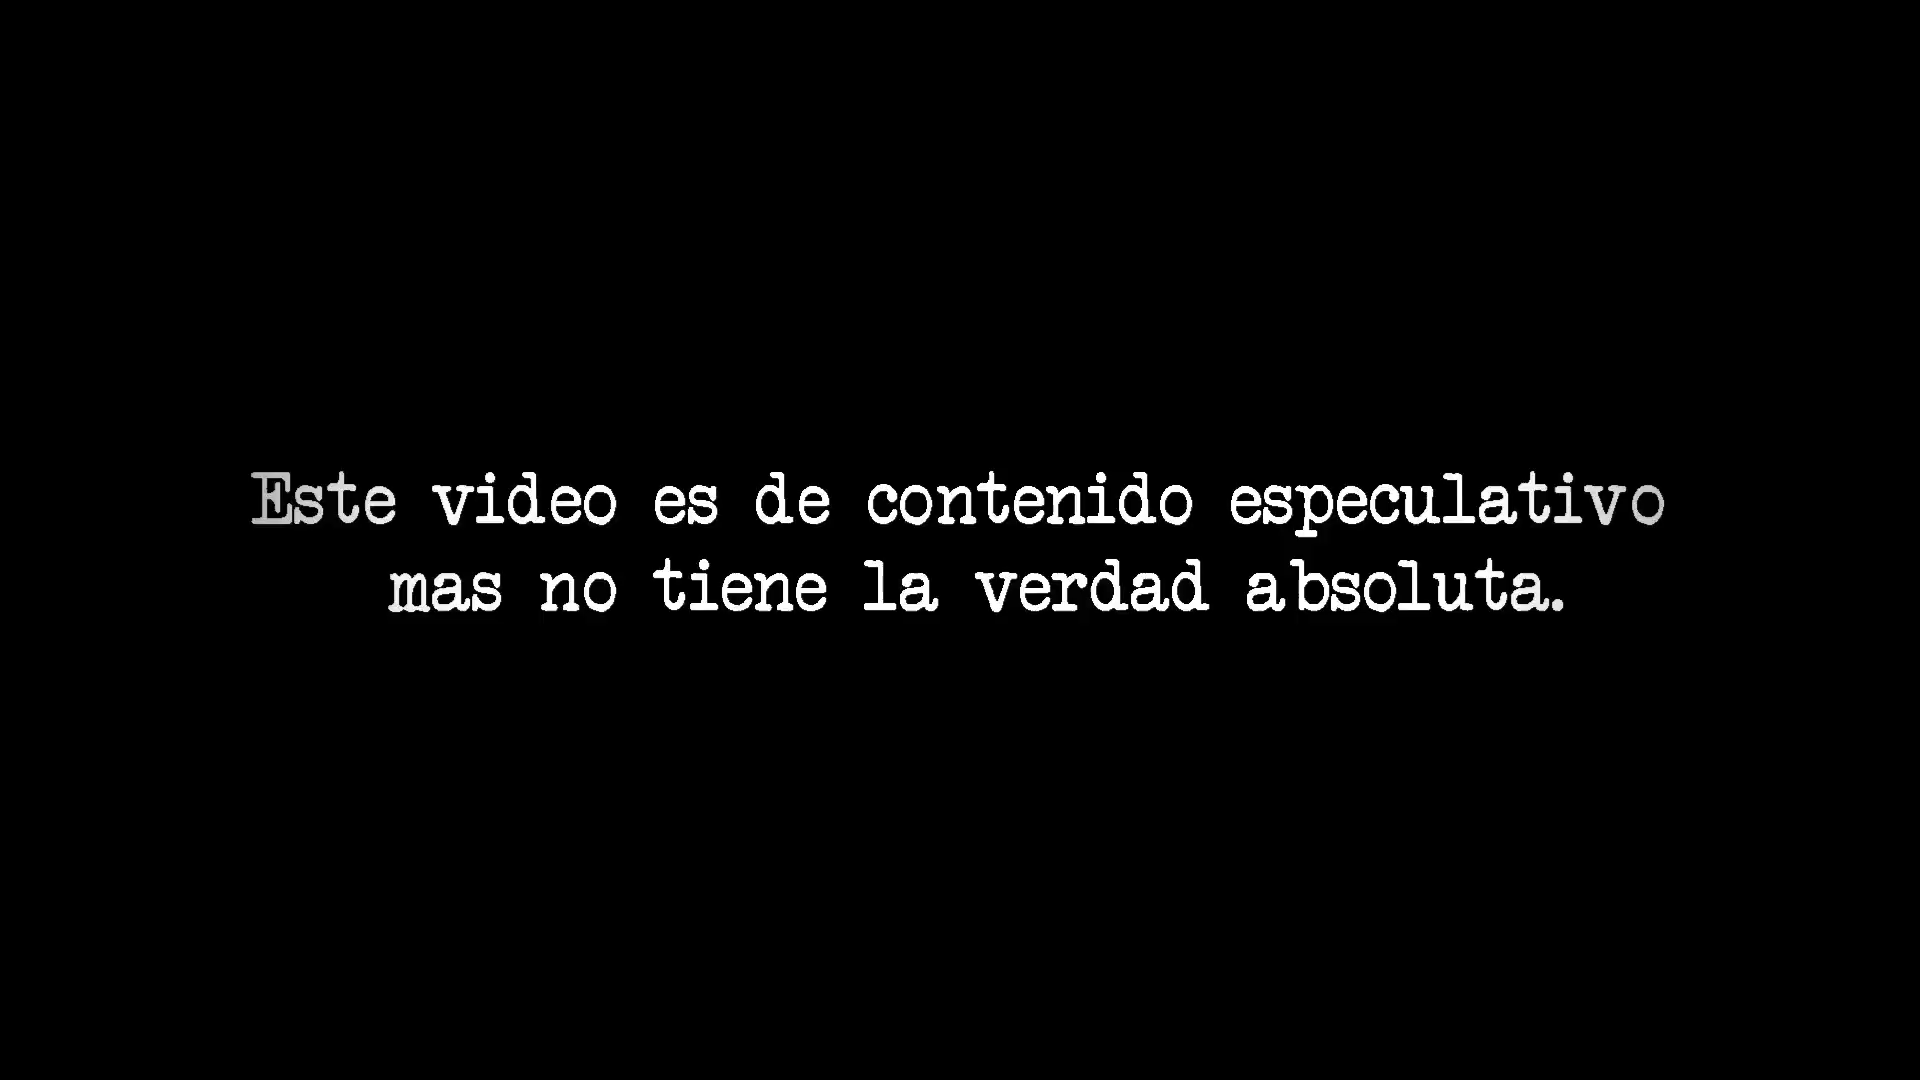 Este video es de contenido especulativo
mas no tiene la verdad absoluta.